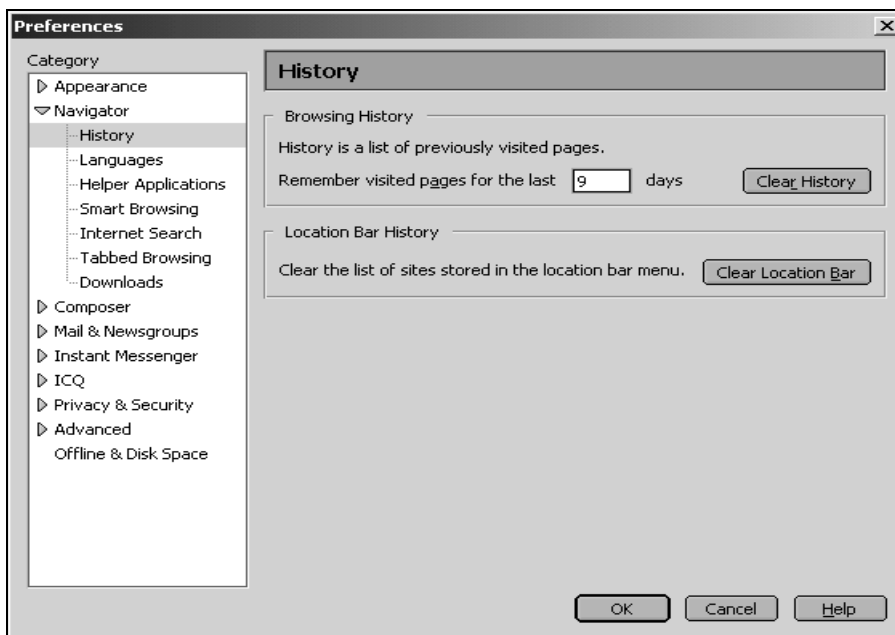 Preferences
Category
Appearance
Navigator
History
Languages
Helper Applications
Smart Browsing
Internet Search
Tabbed Browsing
Downloads
Composer
Mail & Newsgroups
Instant Messenger
ICQ
Privacy & Security
Advanced
Offline & Disk Space
History
Browsing History
History is a list of previously visited pages.
Remember visited pages for the last 9 days Clear History
Location Bar History
Clear the list of sites stored in the location bar menu. Clear Location Bar
OK Cancel Help